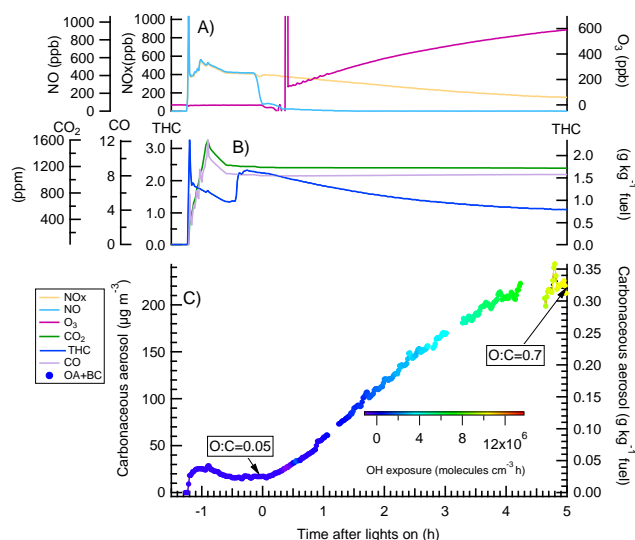 A)
NO (ppb)
1000
800
600
400
200
0
NOx(ppb)
1000
800
600
400
200
0
O3 (ppb)
600
400
200
0
CO2
CO
THC
B)
THC
(ppm)
1600
1200
800
400
12
8
4
0
3.0
2.0
1.0
0.0
(g kg-1 fuel)
2.0
1.5
1.0
0.5
0.0
NOx
NO
O3
CO2
THC
CO
OA+BC
C)
Carbonaceous aerosol (µg m-3)
200
150
100
50
0
Carbonaceous aerosol (g kg-1 fuel)
0.35
0.30
0.25
0.20
0.15
0.10
0.05
0.00
O:C=0.7
O:C=0.05
0
4
8
12x10^6
OH exposure (molecules cm-3 h)
-1
0
1
2
3
4
5
Time after lights on (h)